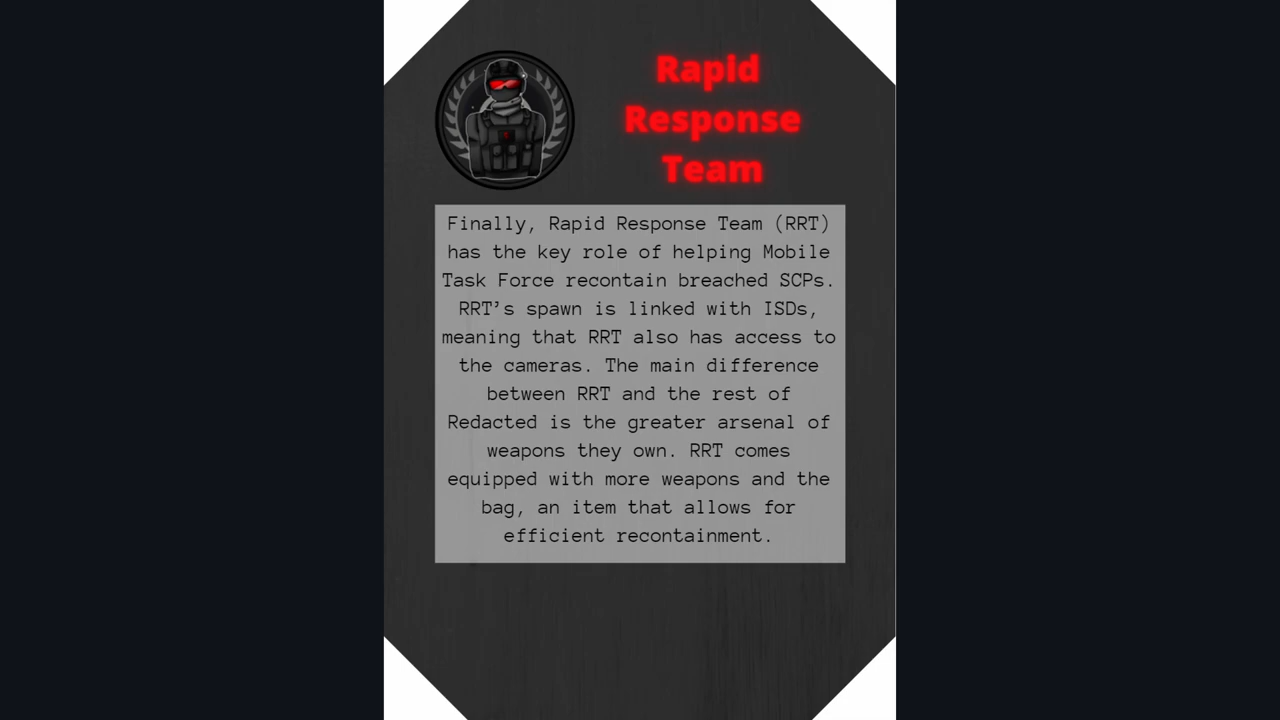 Rapid
Response
Team
Finally, Rapid Response Team (RRT)
has the key role of helping Mobile
Task Force recontain breached SCPs.
RRT’s spawn is linked with ISDs,
meaning that RRT also has access to
the cameras. The main difference
between RRT and the rest of
Redacted is the greater arsenal of
weapons they own. RRT comes
equipped with more weapons and the
bag, an item that allows for
efficient recontainment.